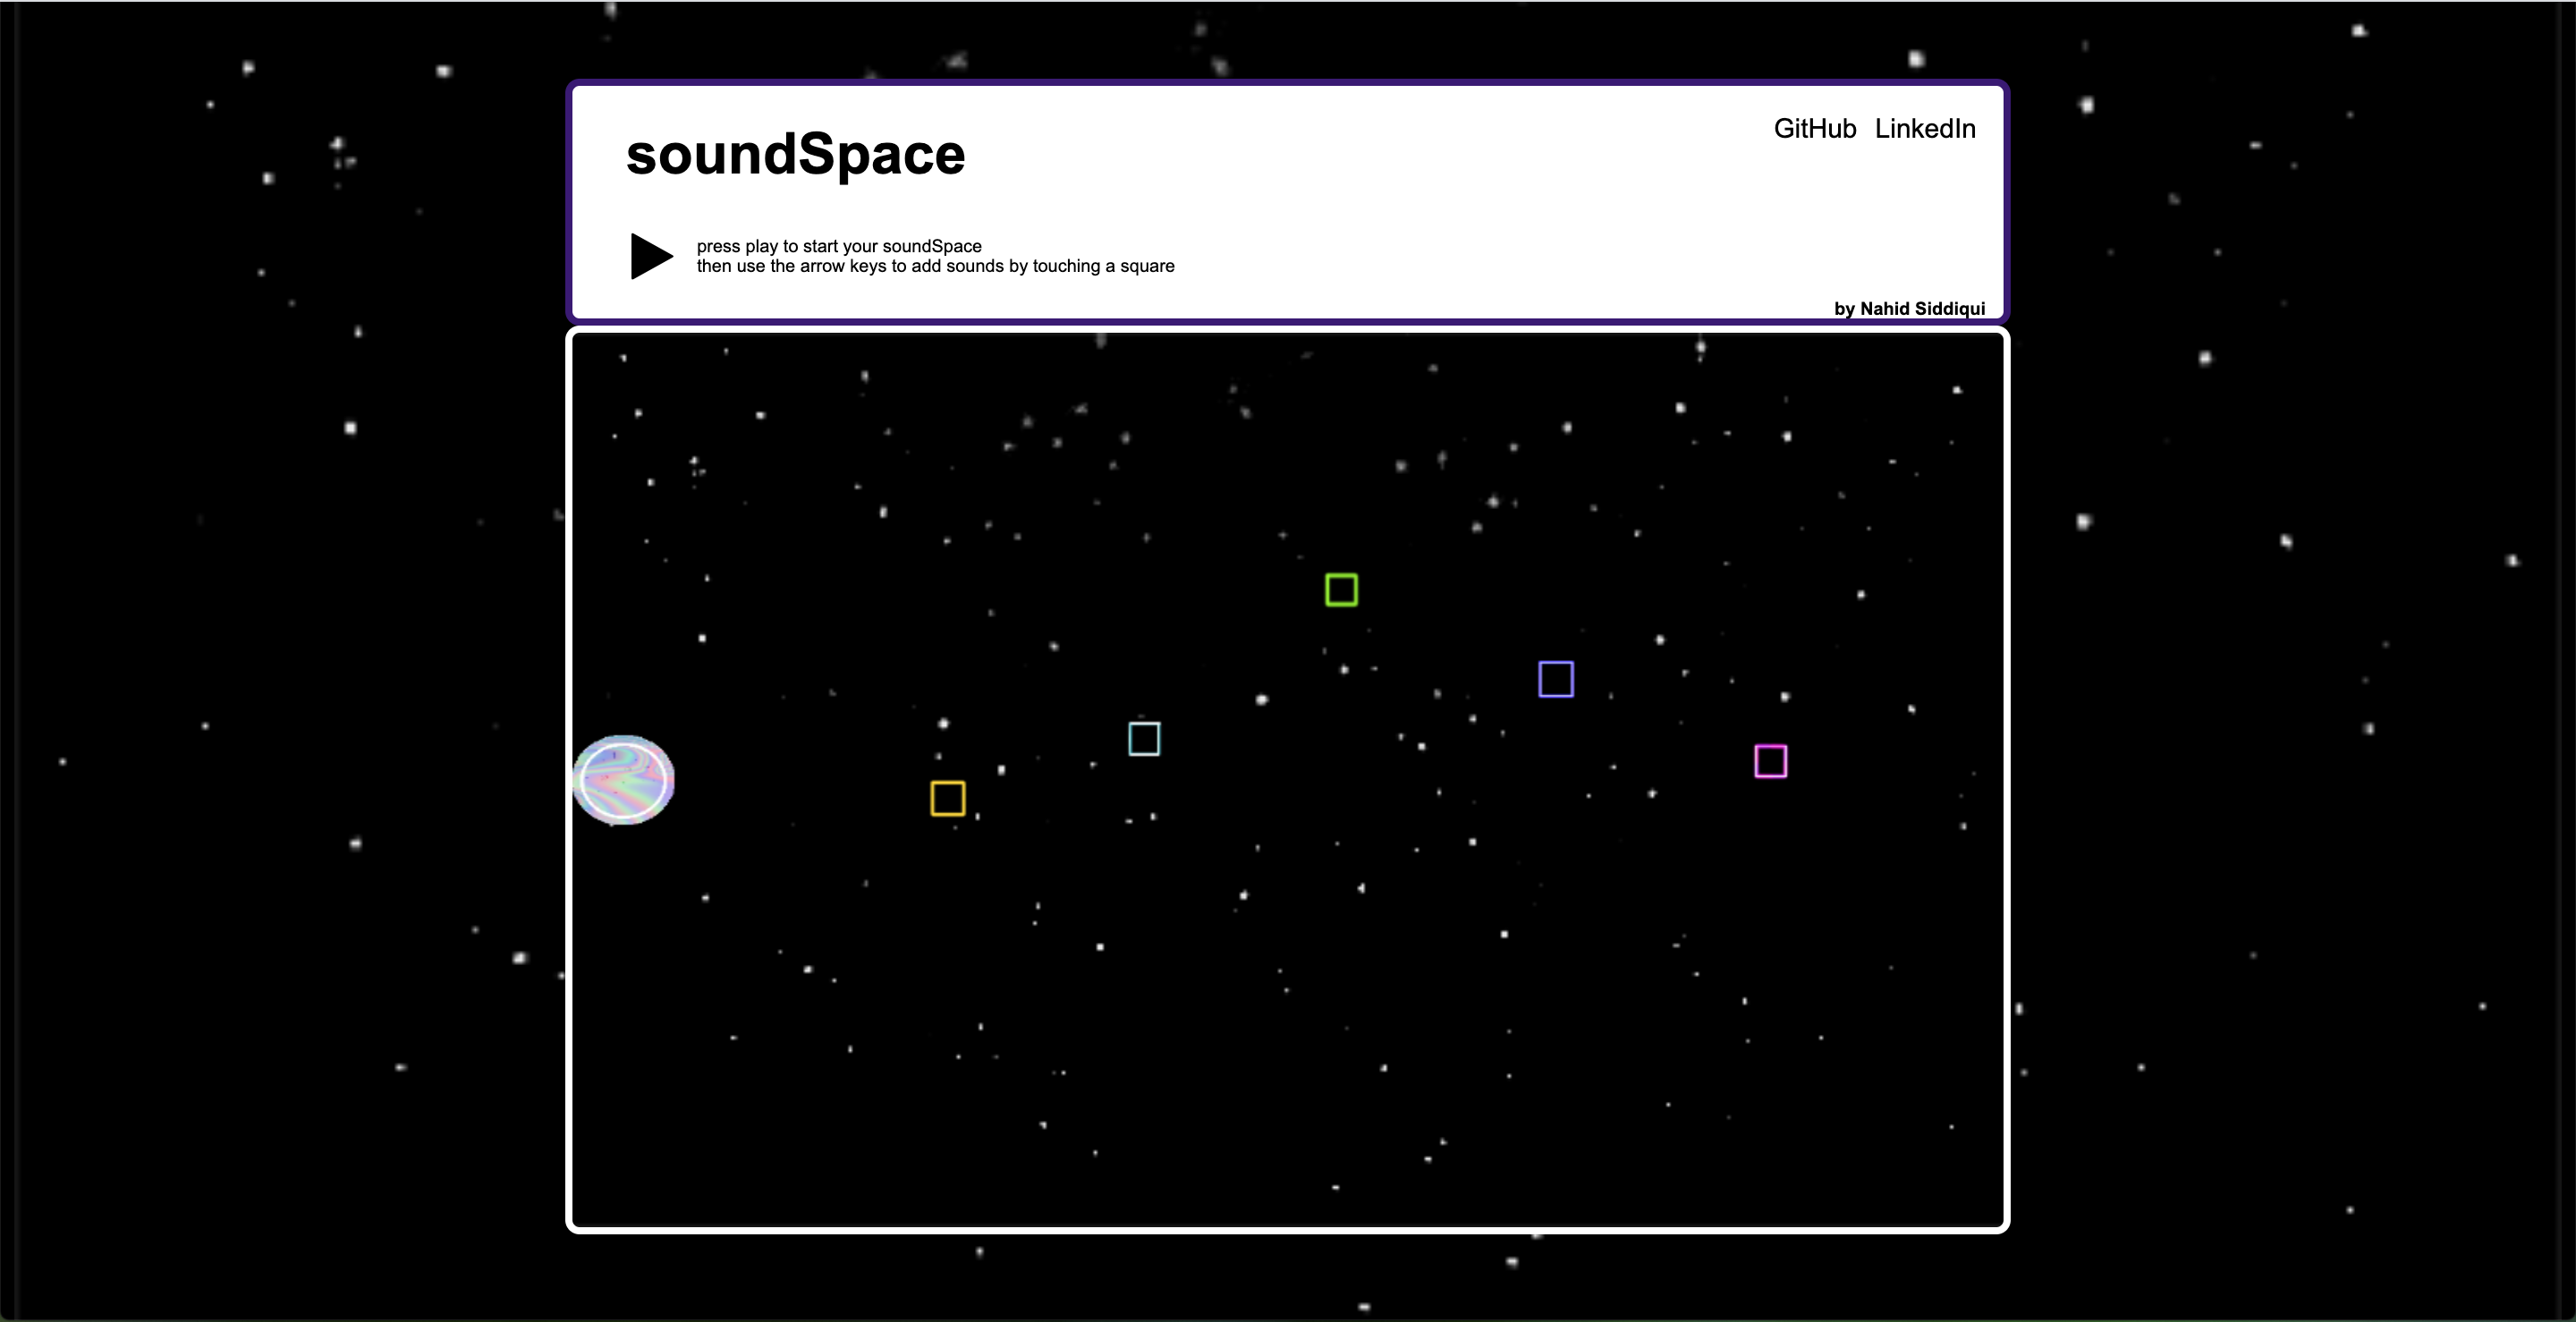 soundSpace
GitHub LinkedIn
press play to start your soundSpace
then use the arrow keys to add sounds by touching a square
by Nahid Siddiqui